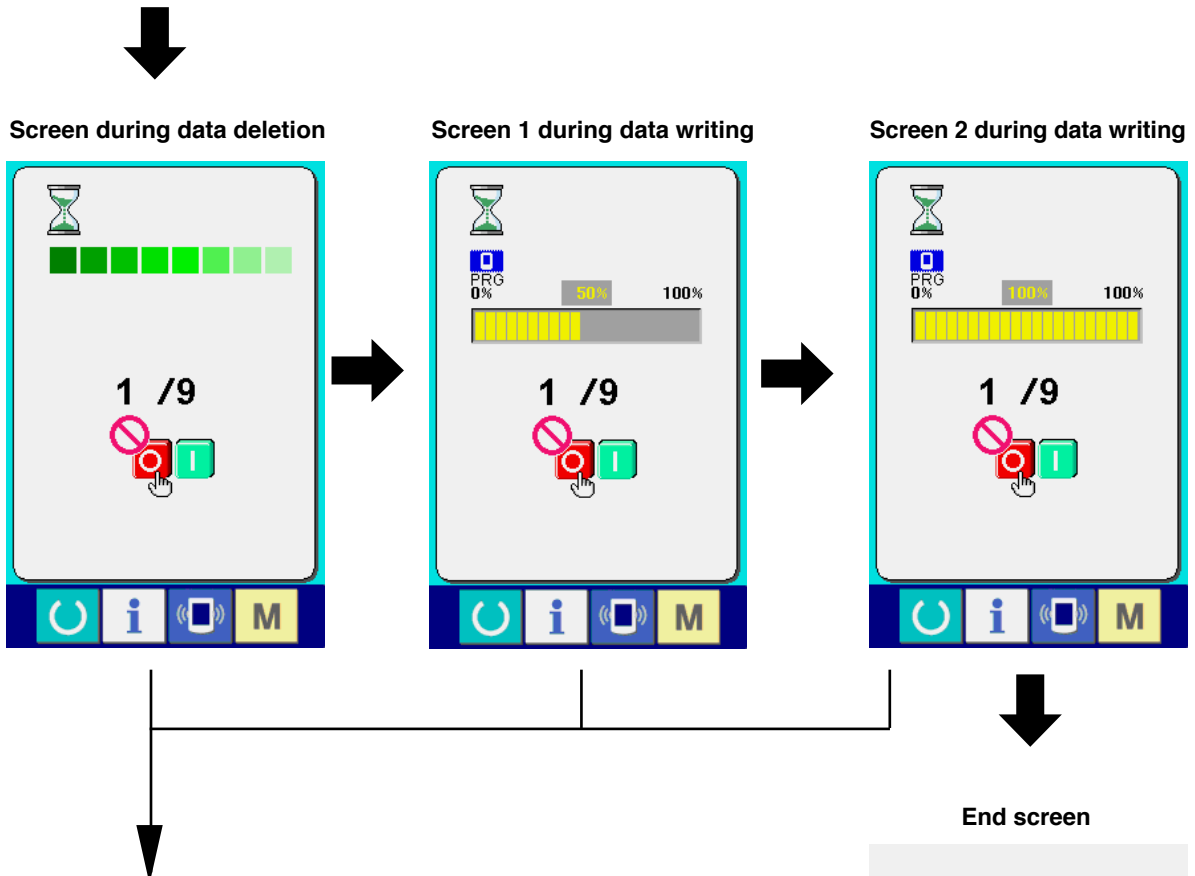 Screen during data deletion
Screen 1 during data writing
Screen 2 during data writing
PRG
0% 50% 100%
PRG
0% 100% 100%
1 /9
1 /9
1 /9
i M
i M
i M
End screen